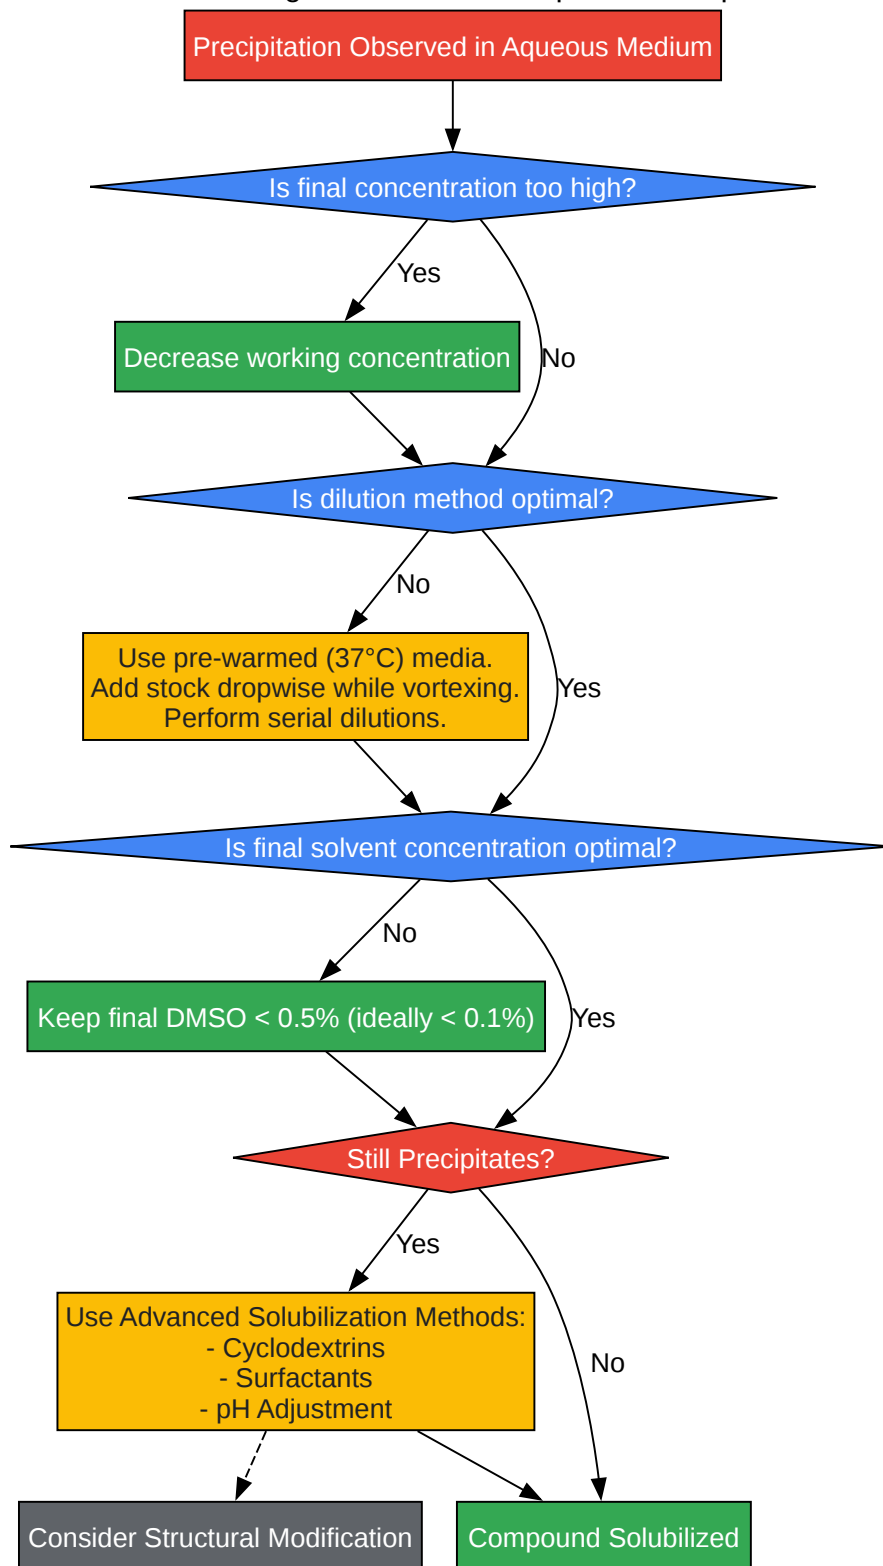 Precipitation Observed in Aqueous Medium
Is final concentration too high?
Yes
No
Decrease working concentration
Is dilution method optimal?
No
Yes
Use pre-warmed (37°C) media.
Add stock dropwise while vortexing.
Perform serial dilutions.
Is final solvent concentration optimal?
No
Yes
Keep final DMSO < 0.5% (ideally < 0.1%)
Still Precipitates?
Yes
No
Use Advanced Solubilization Methods:
- Cyclodextrins
- Surfactants
- pH Adjustment
Consider Structural Modification
Compound Solubilized